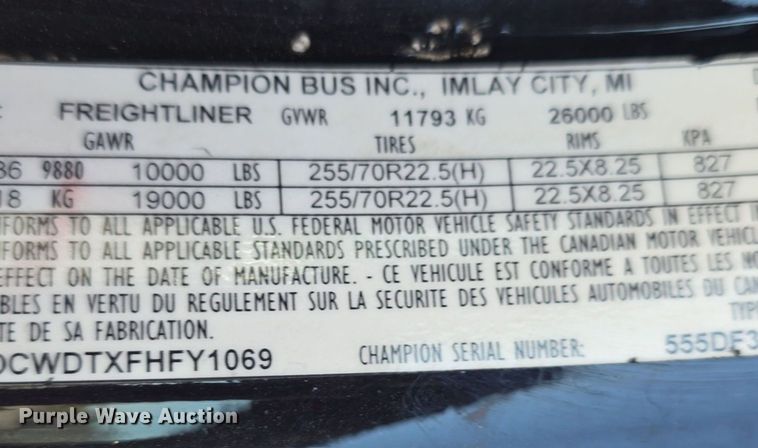 CHAMPION BUS INC., IMLAY CITY, MI
FREIGHTLINER GVWR 11793 KG 26000 LBS
GAWR TIRES RIMS KPA
9880 10000 LBS 255/70R22.5(H) 22.5X8.25 827
KG 19000 LBS 255/70R22.5(H) 22.5X8.25 827
TO ALL APPLICABLE U.S. FEDERAL MOTOR VEHICLE SAFETY STANDARDS IN EFFECT
TO ALL APPLICABLE STANDARDS PRESCRIBED UNDER THE CANADIAN MOTOR
EFFECT ON THE DATE OF MANUFACTURE. - CE VEHICULE EST CONFORME A TOUTES LES
EN VERTU DU REGULEMENT SUR LA SECURITE DES VEHICULES AUTOMOBILES DU
DE SA FABRICATION.
CWDTXFHFY1069 CHAMPION SERIAL NUMBER: 555DF3
Purple Wave Auction